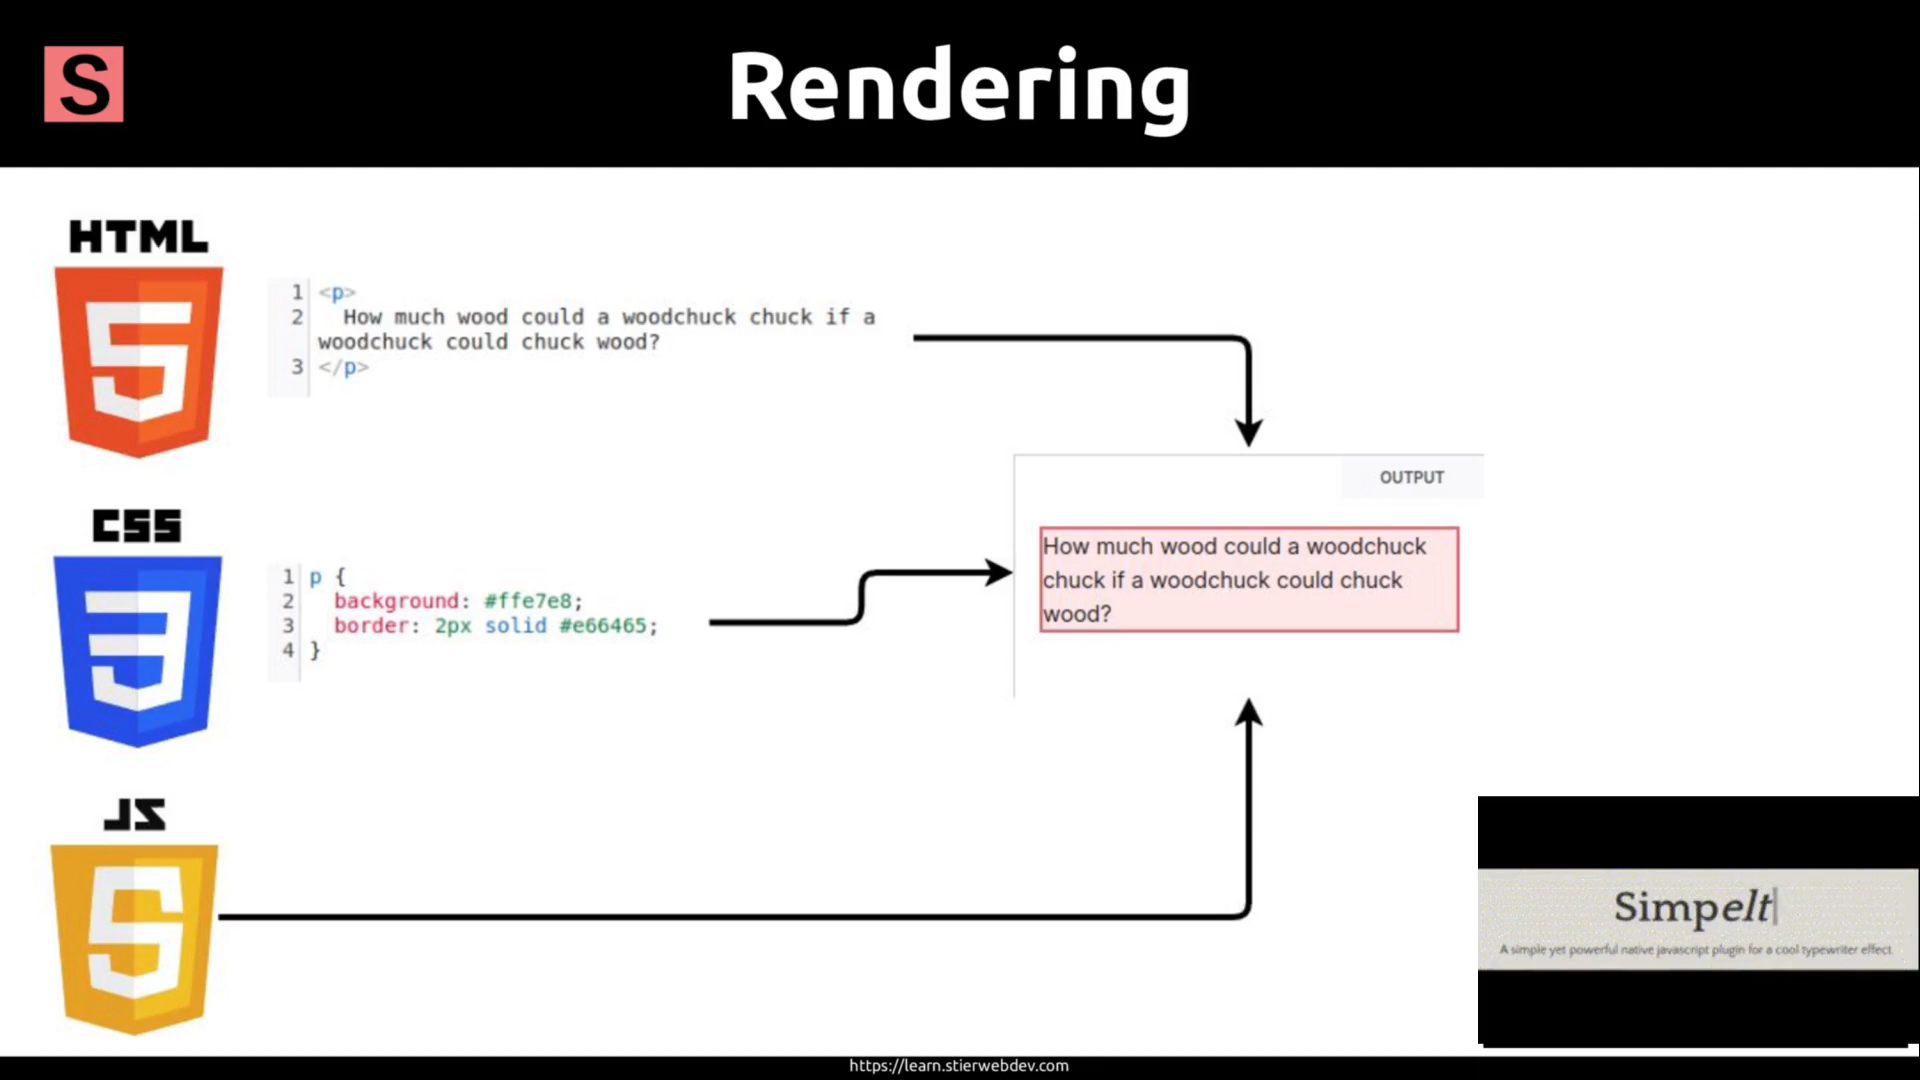 S
Rendering
HTML
5
1 <p>
2   How much wood could a woodchuck chuck if a
woodchuck could chuck wood?
3 </p>
OUTPUT
How much wood could a woodchuck
chuck if a woodchuck could chuck
wood?
CSS
3
1 p {
2   background: #ffe7e8;
3   border: 2px solid #e66465;
4 }
JS
S
Simpelt|
A simple yet powerful native javascript plugin for a cool typewriter effect.
https://learn.stierwebdev.com